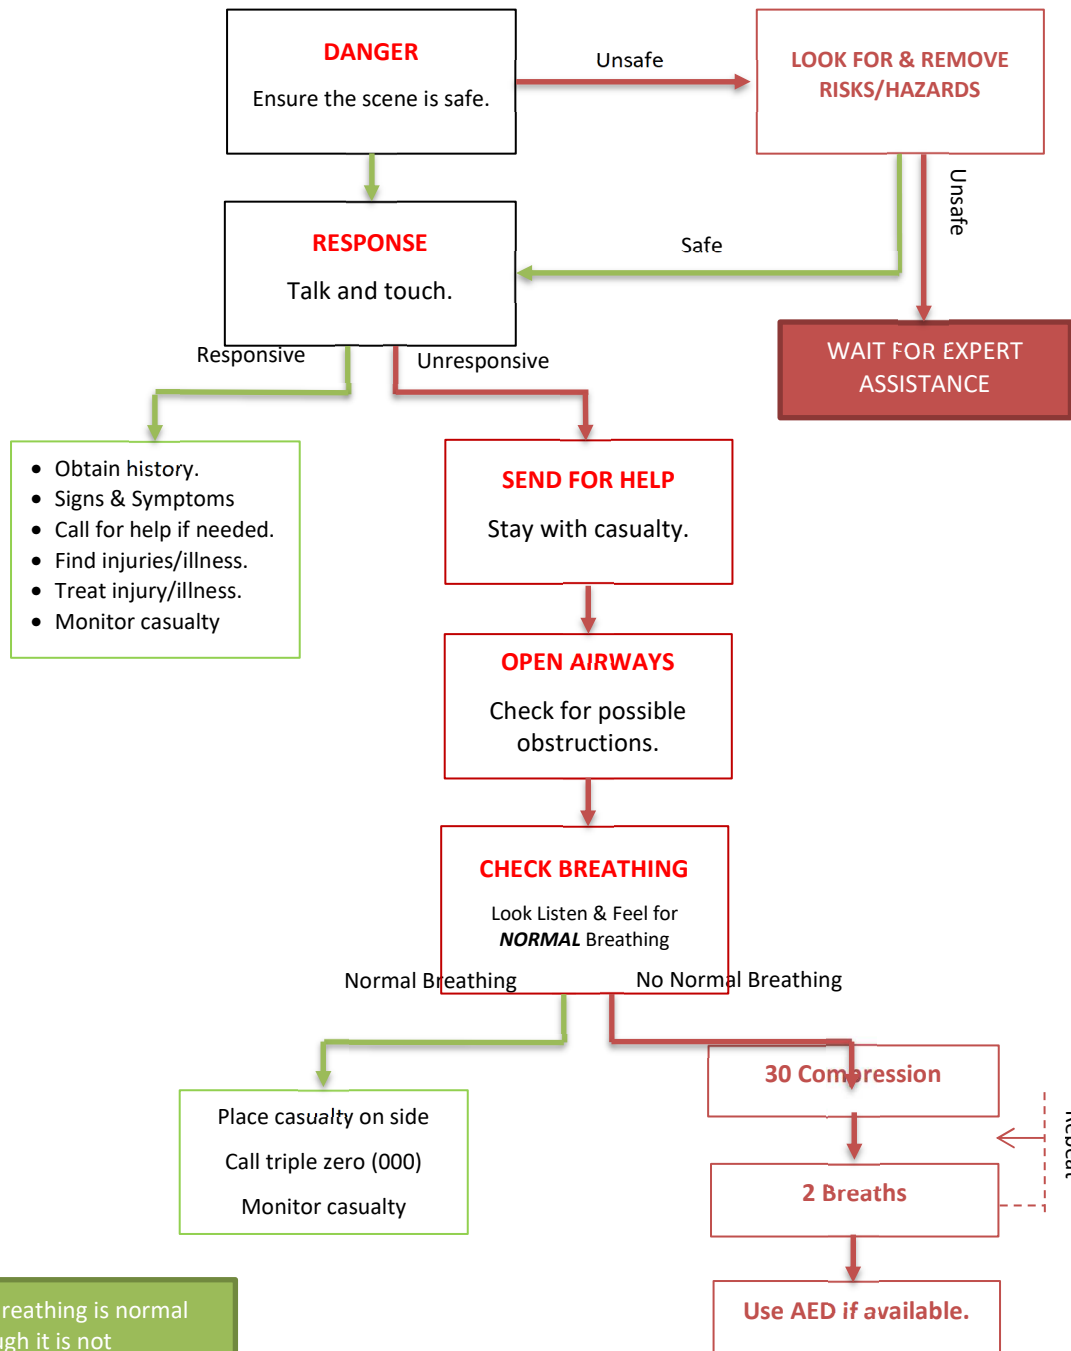 DANGER
Ensure the scene is safe.
Unsafe
LOOK FOR & REMOVE
RISKS/HAZARDS
Unsafe
RESPONSE
Talk and touch.
Safe
WAIT FOR EXPERT
ASSISTANCE
Responsive
Unresponsive
• Obtain history.
• Signs & Symptoms
• Call for help if needed.
• Find injuries/illness.
• Treat injury/illness.
• Monitor casualty
SEND FOR HELP
Stay with casualty.
OPEN AIRWAYS
Check for possible
obstructions.
CHECK BREATHING
Look Listen & Feel for
NORMAL Breathing
Normal Breathing
No Normal Breathing
Place casualty on side
Call triple zero (000)
Monitor casualty
30 Compression
Repeat
2 Breaths
Use AED if available.
reathing is normal
ugh it is not